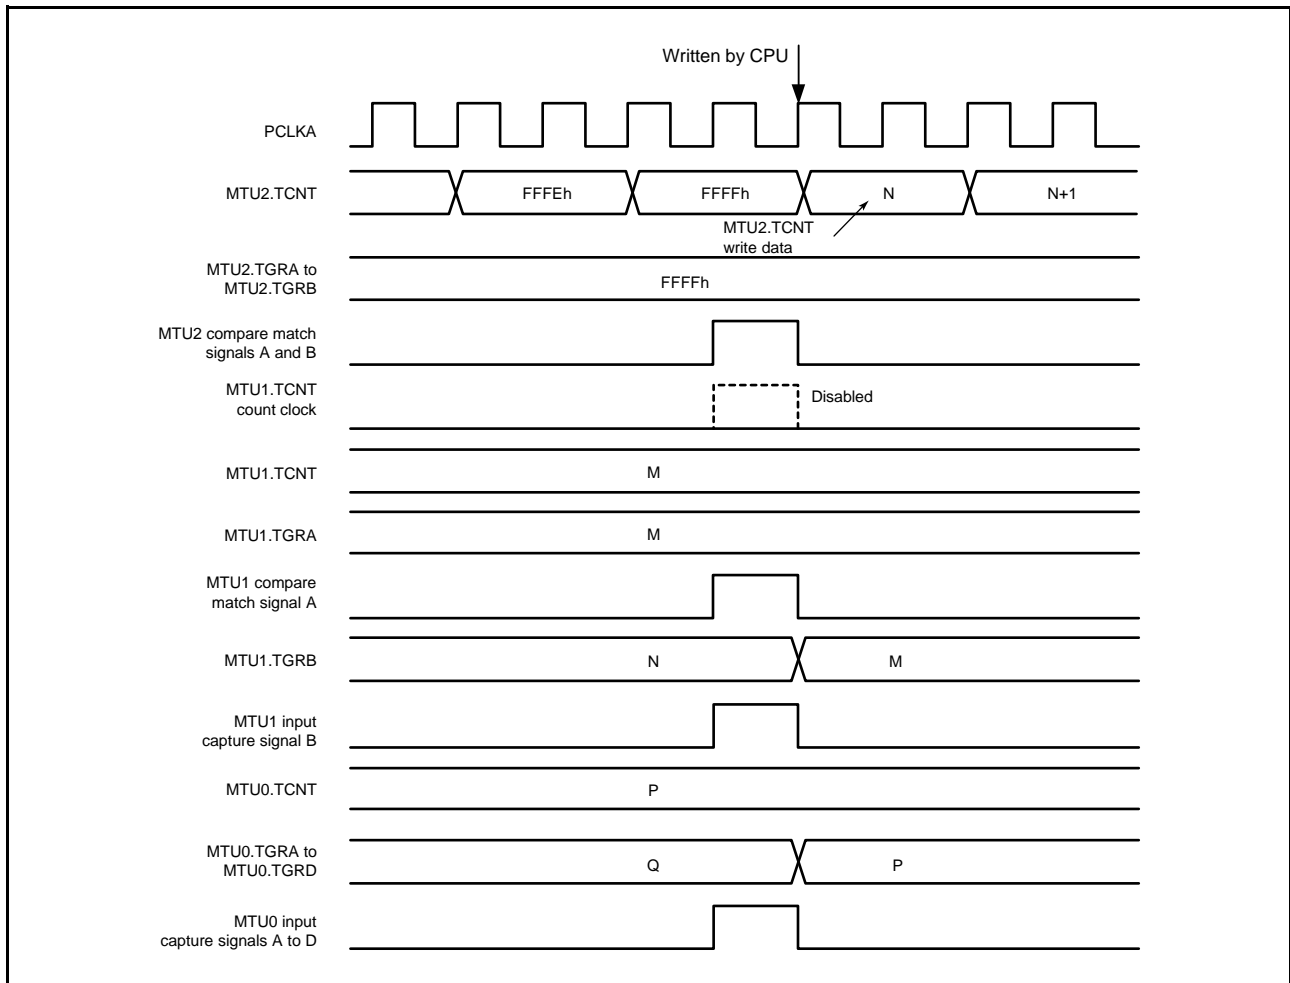 Written by CPU
PCLKA
MTU2.TCNT
FFFEh
FFFFh
N
N+1
MTU2.TCNT
write data
MTU2.TGRA to
MTU2.TGRB
FFFFh
MTU2 compare match
signals A and B
MTU1.TCNT
count clock
Disabled
MTU1.TCNT
M
MTU1.TGRA
M
MTU1 compare
match signal A
MTU1.TGRB
N
M
MTU1 input
capture signal B
MTU0.TCNT
P
MTU0.TGRA to
MTU0.TGRD
Q
P
MTU0 input
capture signals A to D